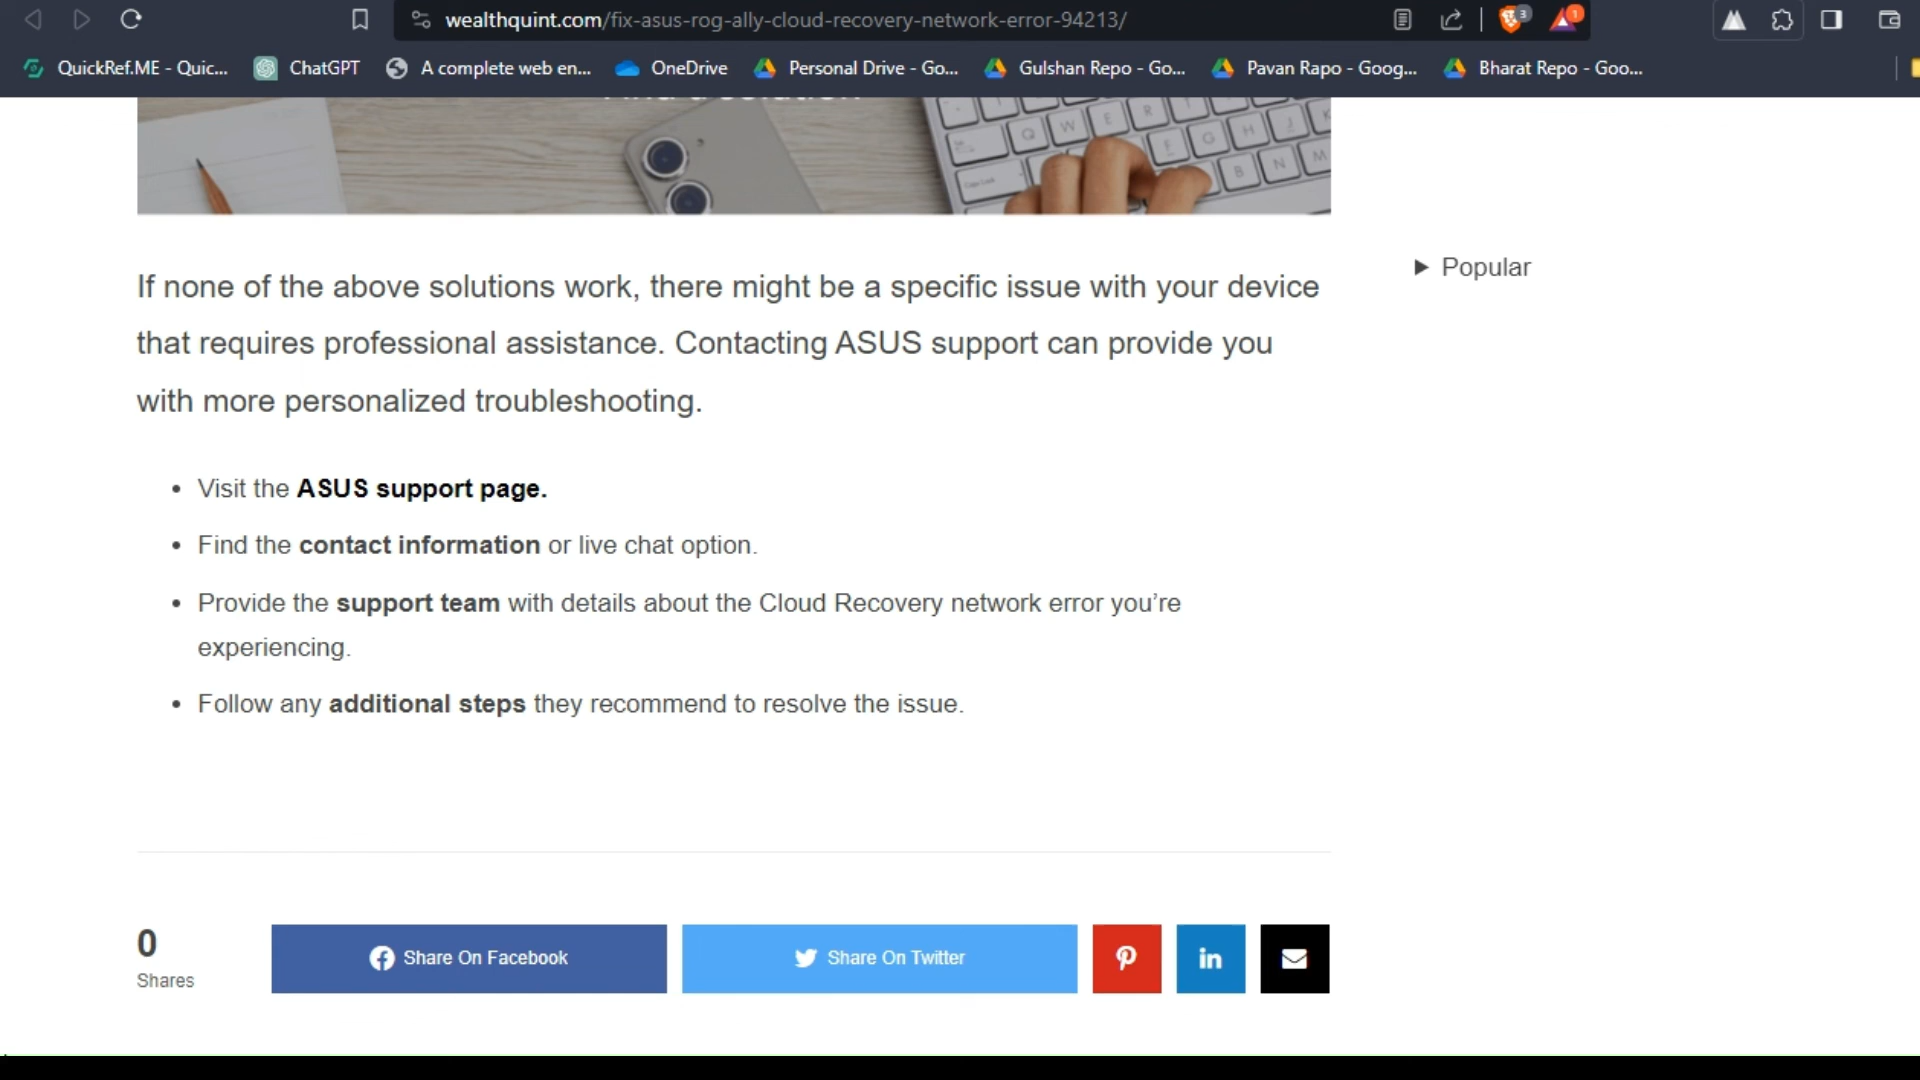 wealthquint.com/fix-asus-rog-ally-cloud-recovery-network-error-94213/
3
1
QuickRef.ME - Quic...
ChatGPT
A complete web en...
OneDrive
Personal Drive - Go...
Gulshan Repo - Go...
Pavan Rapo - Goog...
Bharat Repo - Goo...
If none of the above solutions work, there might be a specific issue with your device
that requires professional assistance. Contacting ASUS support can provide you
with more personalized troubleshooting.
Popular
• Visit the ASUS support page.
• Find the contact information or live chat option.
• Provide the support team with details about the Cloud Recovery network error you’re
experiencing.
• Follow any additional steps they recommend to resolve the issue.
0
Shares
Share On Facebook
Share On Twitter
in